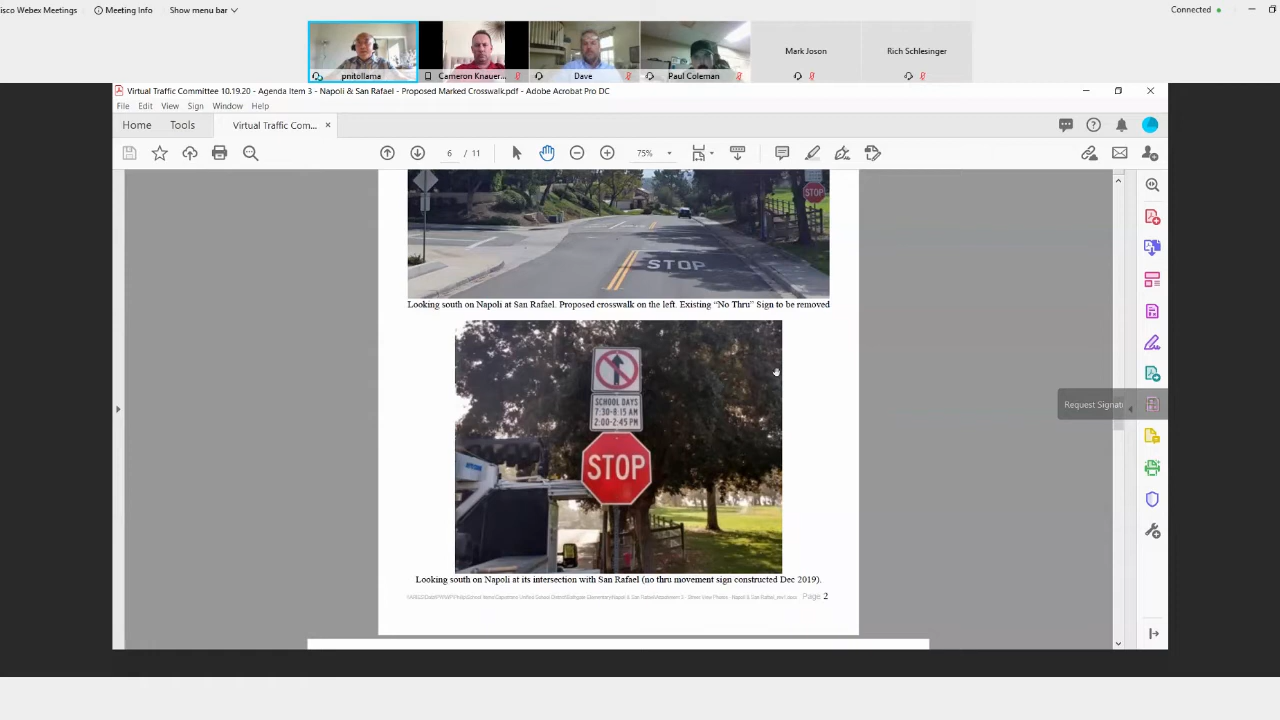 isco Webex Meetings
Meeting Info
Show menu bar
Connected
pnitollama
Cameron Knauer...
Dave
Paul Coleman
Mark Joson
Rich Schlesinger
Virtual Traffic Committee 10.19.20 - Agenda Item 3 - Napoli & San Rafael - Proposed Marked Crosswalk.pdf - Adobe Acrobat Pro DC
File Edit View Sign Window Help
Home
Tools
Virtual Traffic Com...
6 / 11
75%
STOP
STOP
Looking south on Napoli at San Rafael. Proposed crosswalk on the left. Existing “No Thru” Sign to be removed
SCHOOL DAYS
7:30-8:15 AM
2:00-2:45 PM
STOP
Request Signat
Looking south on Napoli at its intersection with San Rafael (no thru movement sign constructed Dec 2019).
Page 2